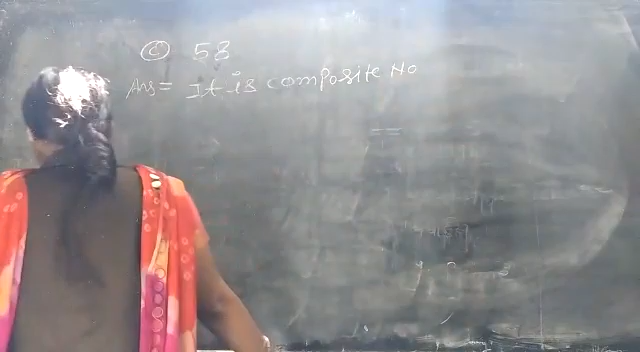 (c) 58
Ans = It is composite No